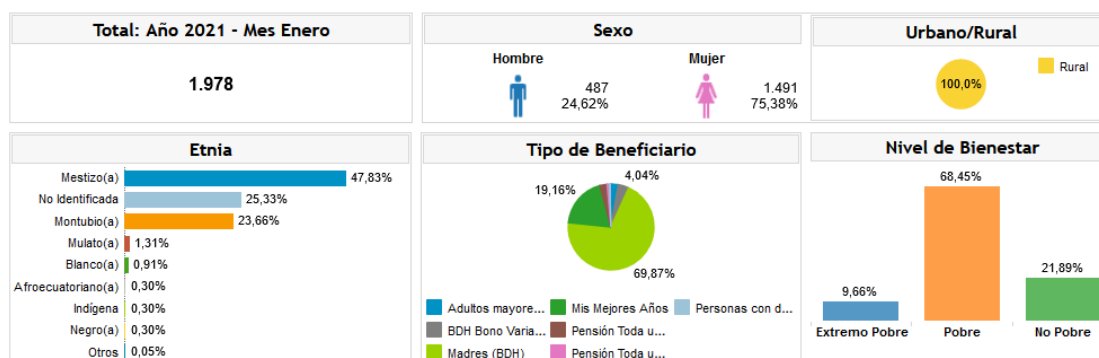 Total: Año 2021 - Mes Enero
1.978
Sexo
Hombre
487
24,62%
Mujer
1.491
75,38%
Urbano/Rural
100,0%
Rural
Etnia
Mestizo(a) 47,83%
No Identificada 25,33%
Montubio(a) 23,66%
Mulato(a) 1,31%
Blanco(a) 0,91%
Afroecuatoriano(a) 0,30%
Indígena 0,30%
Negro(a) 0,30%
Otros 0,05%
Tipo de Beneficiario
4,04%
19,16%
69,87%
Adultos mayore... Mis Mejores Años Personas con d...
BDH Bono Varia... Pensión Toda u...
Madres (BDH) Pensión Toda u...
Nivel de Bienestar
68,45%
21,89%
9,66%
Extremo Pobre Pobre No Pobre